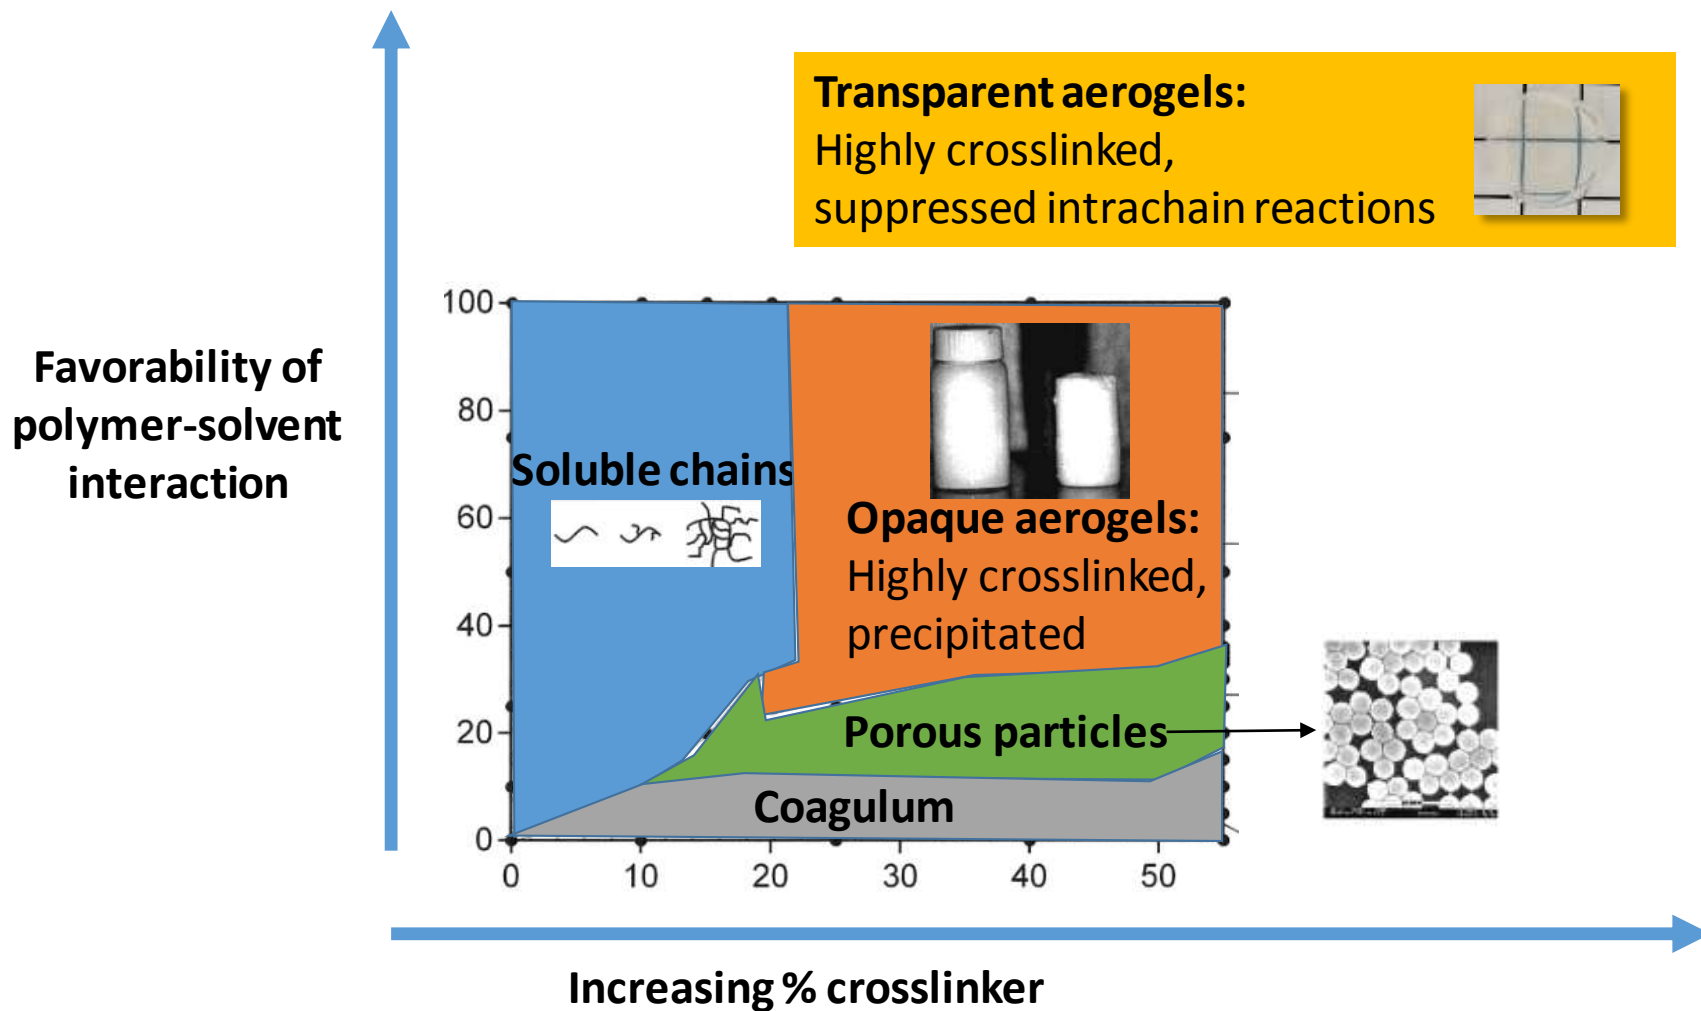 Transparent aerogels:
Highly crosslinked,
suppressed intrachain reactions
Favorability of
polymer-solvent
interaction
100
80
60
40
20
0
Soluble chains
Opaque aerogels:
Highly crosslinked,
precipitated
Porous particles
Coagulum
0 10 20 30 40 50
Increasing % crosslinker